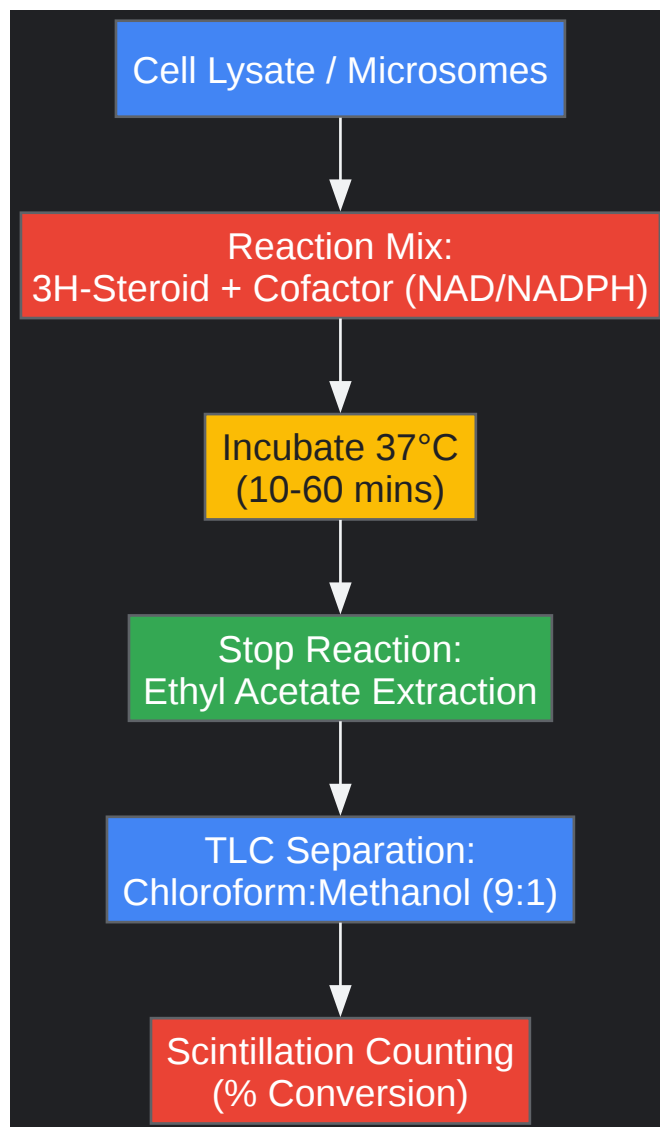 Cell Lysate / Microsomes
Reaction Mix:
3H-Steroid + Cofactor (NAD/NADPH)
Incubate 37°C
(10-60 mins)
Stop Reaction:
Ethyl Acetate Extraction
TLC Separation:
Chloroform:Methanol (9:1)
Scintillation Counting
(% Conversion)